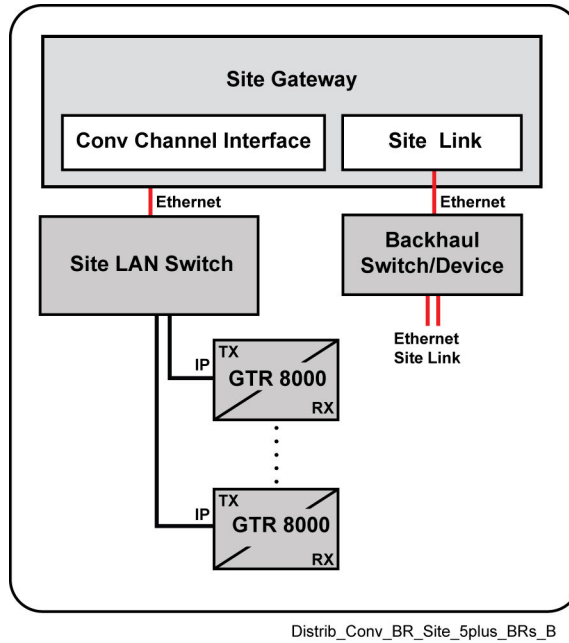 Site Gateway
Conv Channel Interface
Site Link
Ethernet
Ethernet
Site LAN Switch
Backhaul
Switch/Device
Ethernet
Site Link
IP
TX
GTR 8000
RX
IP
TX
GTR 8000
RX
Distrib_Conv_BR_Site_5plus_BRs_B